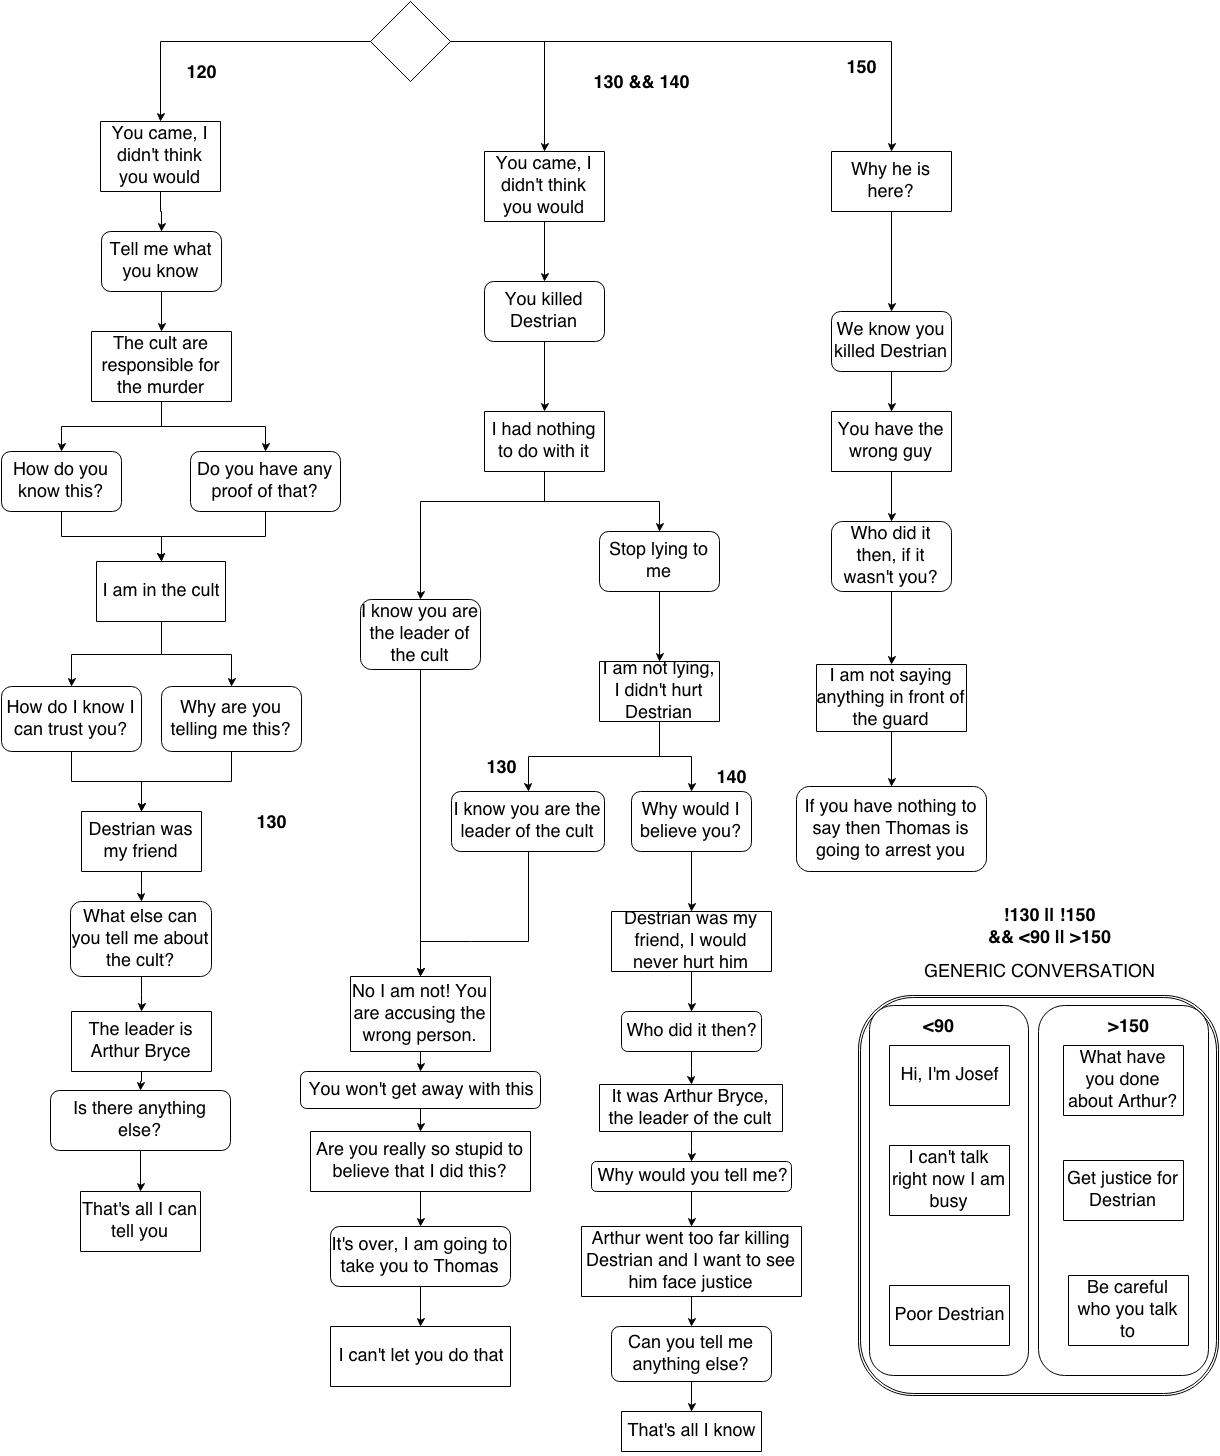 120
You came, I
didn't think
you would
Tell me what
you know
The cult are
responsible for
the murder
How do you
know this?
Do you have any
proof of that?
I am in the cult
How do I know I
can trust you?
Why are you
telling me this?
130
Destrian was
my friend
What else can
you tell me about
the cult?
The leader is
Arthur Bryce
Is there anything
else?
That's all I can
tell you
130 && 140
You came, I
didn't think
you would
You killed
Destrian
I had nothing
to do with it
I know you are
the leader of
the cult
Stop lying to
me
I am not lying,
I didn't hurt
Destrian
130
I know you are the
leader of the cult
140
Why would I
believe you?
No I am not! You
are accusing the
wrong person.
You won't get away with this
Are you really so stupid to
believe that I did this?
It's over, I am going to
take you to Thomas
I can't let you do that
Destrian was my
friend, I would
never hurt him
Who did it then?
It was Arthur Bryce,
the leader of the cult
Why would you tell me?
Arthur went too far killing
Destrian and I want to see
him face justice
Can you tell me
anything else?
That's all I know
150
Why he is
here?
We know you
killed Destrian
You have the
wrong guy
Who did it
then, if it
wasn't you?
I am not saying
anything in front of
the guard
If you have nothing to
say then Thomas is
going to arrest you
!130 || !150
&& <90 || >150
GENERIC CONVERSATION
<90
Hi, I'm Josef
I can't talk
right now I am
busy
Poor Destrian
>150
What have
you done
about Arthur?
Get justice for
Destrian
Be careful
who you talk
to